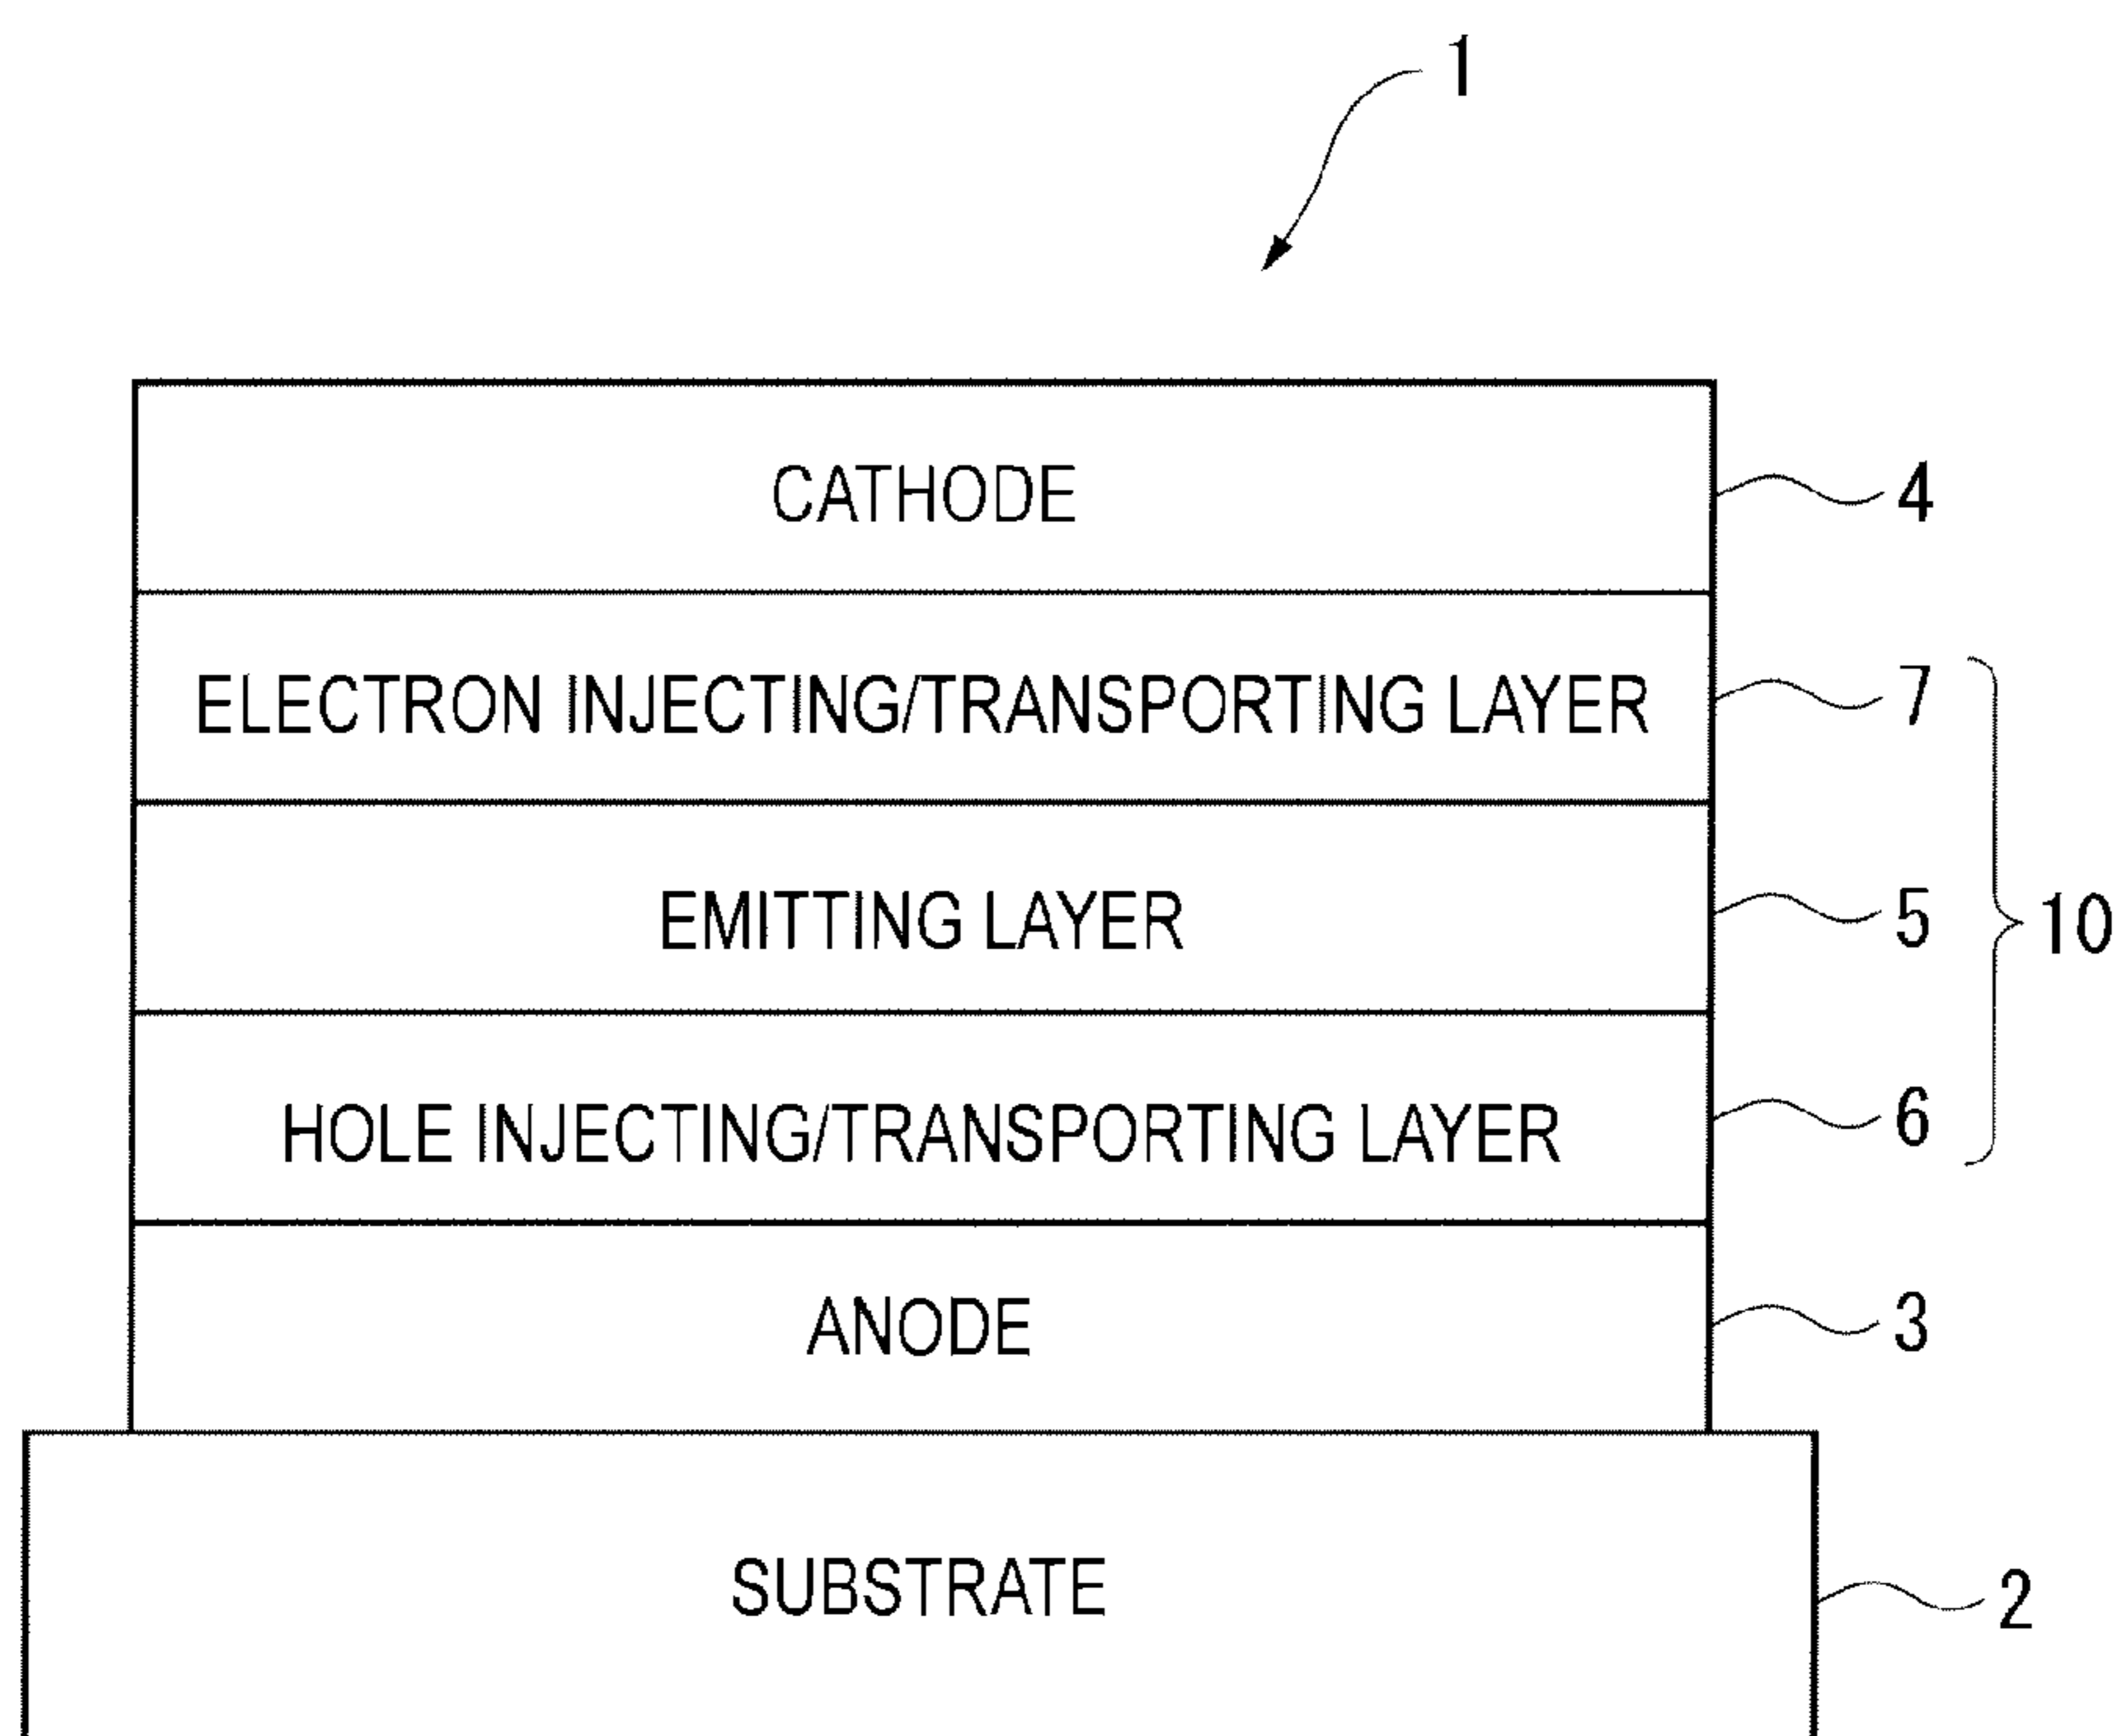 1
CATHODE
4
ELECTRON INJECTING/TRANSPORTING LAYER
7
EMITTING LAYER
5
10
HOLE INJECTING/TRANSPORTING LAYER
6
ANODE
3
SUBSTRATE
2